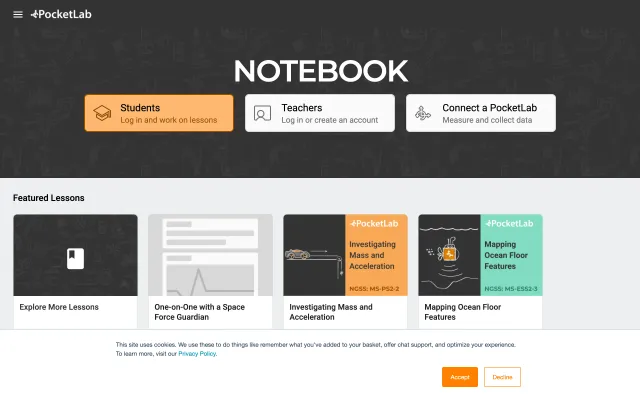 PocketLab
NOTEBOOK
Students
Log in and work on lessons
Teachers
Log in or create an account
Connect a PocketLab
Measure and collect data
Featured Lessons
Explore More Lessons
One-on-One with a Space
Force Guardian
PocketLab
Investigating
Mass and
Acceleration
NGSS: MS-PS2-2
Investigating Mass and
Acceleration
PocketLab
Mapping
Ocean Floor
Features
NGSS: MS-ESS2-3
Mapping Ocean Floor
Features
This site uses cookies. We use these to do things like remember what you've added to your basket, offer chat support, and optimize your experience.
To learn more, visit our Privacy Policy.
Accept
Decline